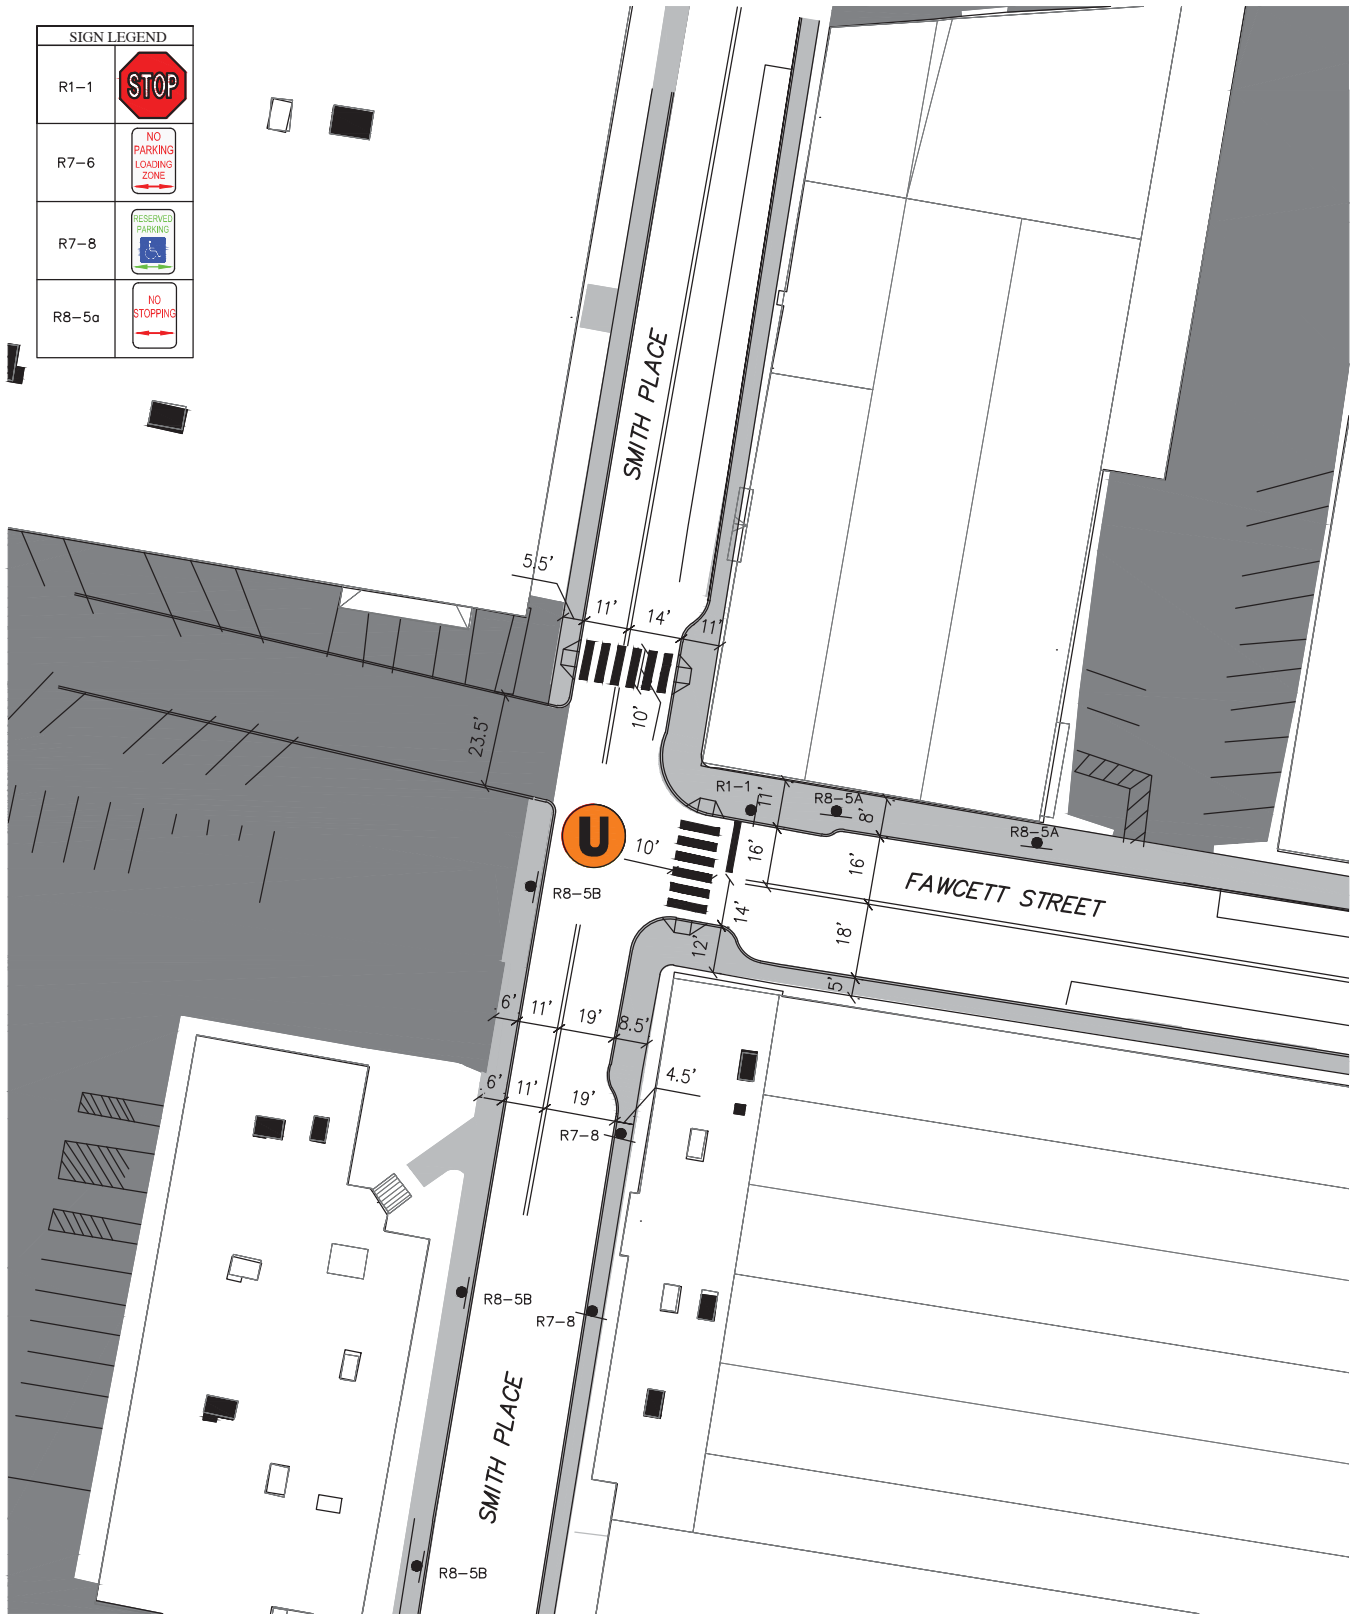 SIGN LEGEND
R1-1
STOP
R7-6
NO
PARKING
LOADING
ZONE
R7-8
RESERVED
PARKING
R8-5a
NO
STOPPING
SMITH PLACE
5.5'
11'
14'
11'
10'
23.5'
R1-1
11'
R8-5A
8'
R8-5A
U
10'
16'
16'
FAWCETT STREET
R8-5B
14'
12'
18'
5'
6'
11'
19'
8.5'
6'
11'
19'
4.5'
R7-8
R8-5B
R7-8
SMITH PLACE
R8-5B